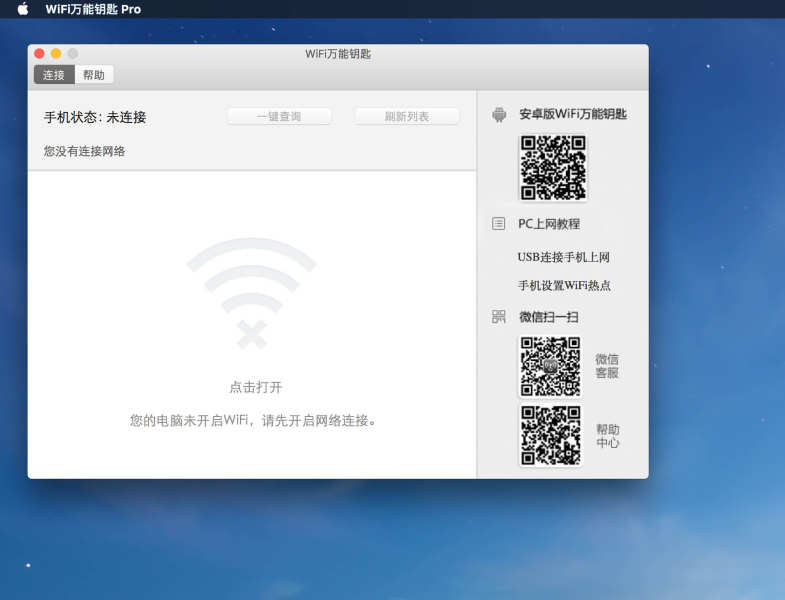 WiFi万能钥匙 Pro
WiFi万能钥匙
连接
帮助
手机状态: 未连接
一键查询
刷新列表
您没有连接网络
点击打开
您的电脑未开启WiFi，请先开启网络连接。
安卓版WiFi万能钥匙
PC上网教程
USB连接手机上网
手机设置WiFi热点
微信扫一扫
微信
客服
帮助
中心